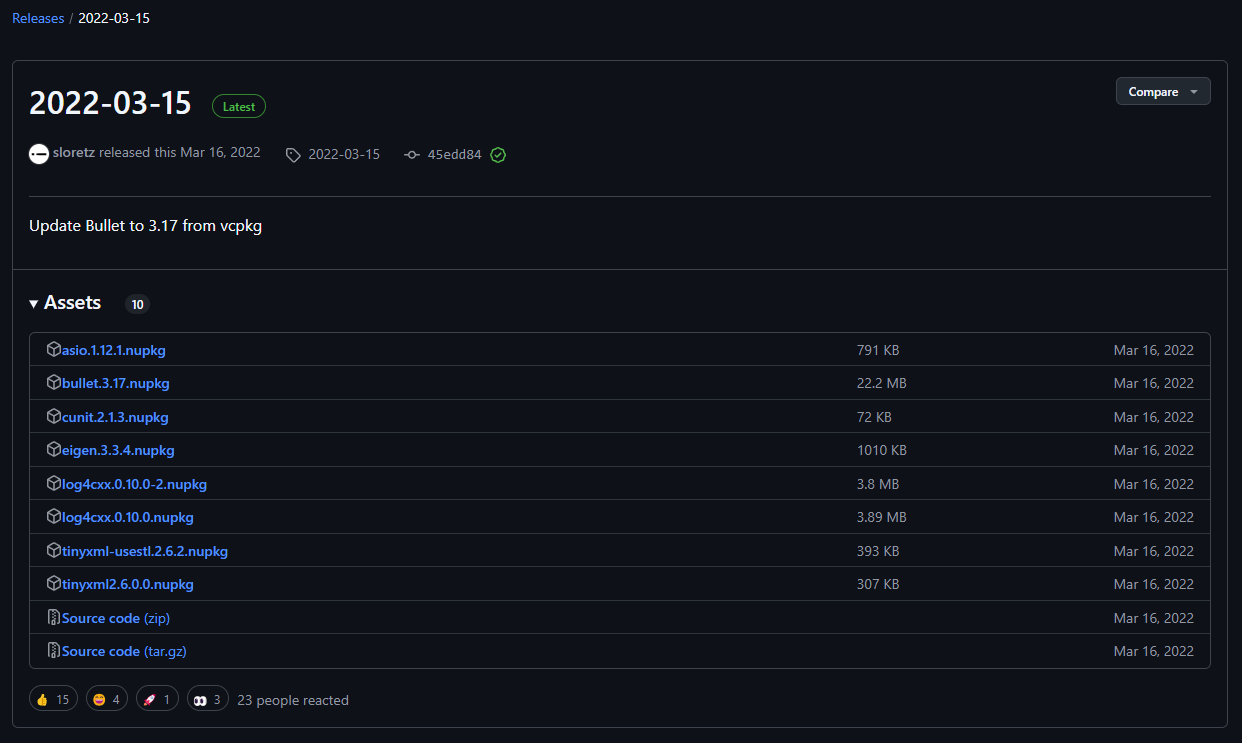 Releases / 2022-03-15
2022-03-15 Latest Compare
sloretz released this Mar 16, 2022 2022-03-15 45edd84
Update Bullet to 3.17 from vcpkg
Assets 10
asio.1.12.1.nupkg 791 KB Mar 16, 2022
bullet.3.17.nupkg 22.2 MB Mar 16, 2022
cunit.2.1.3.nupkg 72 KB Mar 16, 2022
eigen.3.3.4.nupkg 1010 KB Mar 16, 2022
log4cxx.0.10.0-2.nupkg 3.8 MB Mar 16, 2022
log4cxx.0.10.0.nupkg 3.89 MB Mar 16, 2022
tinyxml-usestl.2.6.2.nupkg 393 KB Mar 16, 2022
tinyxml2.6.0.0.nupkg 307 KB Mar 16, 2022
Source code (zip) Mar 16, 2022
Source code (tar.gz) Mar 16, 2022
15 4 1 3 23 people reacted